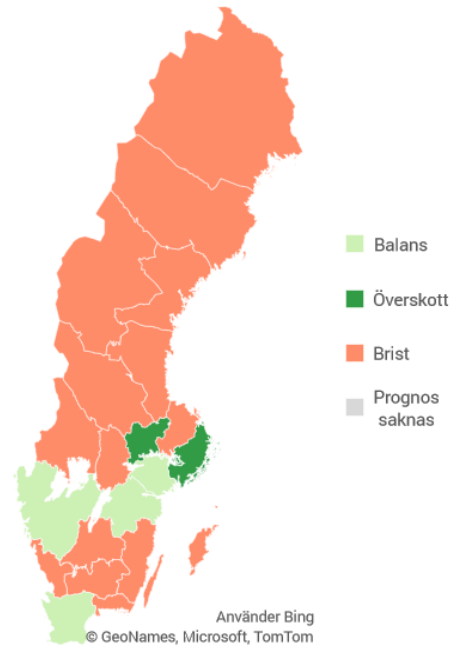 Balans
Överskott
Brist
Prognos
saknas
Använder Bing
© GeoNames, Microsoft, TomTom